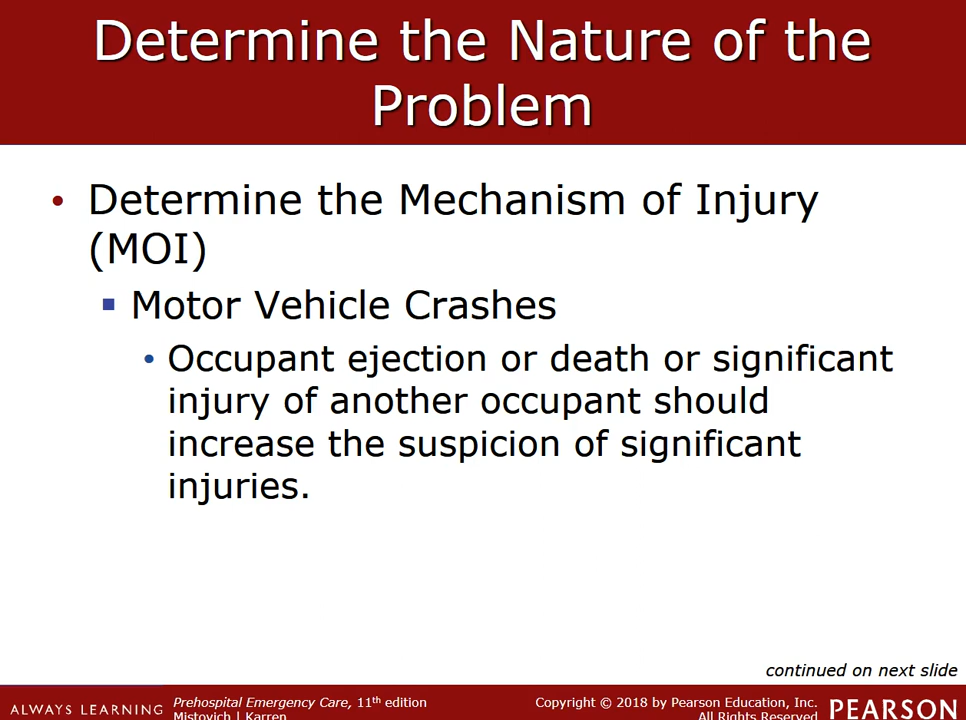 Determine the Nature of the
Problem
• Determine the Mechanism of Injury
(MOI)
▪ Motor Vehicle Crashes
• Occupant ejection or death or significant
injury of another occupant should
increase the suspicion of significant
injuries.
continued on next slide
ALWAYS LEARNING
Prehospital Emergency Care, 11th edition
Mistovich | Karren
Copyright © 2018 by Pearson Education, Inc.
All Rights Reserved
PEARSON